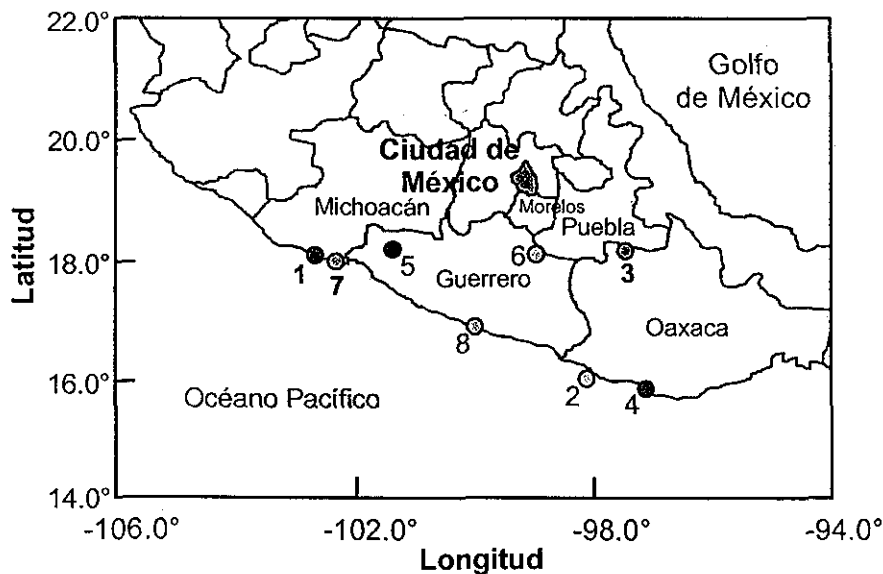 22.0°
20.0°
18.0°
16.0°
14.0°
Latitud
-106.0°
-102.0°
-98.0°
-94.0°
Longitud
Golfo
de México
Ciudad de
México
Michoacán
Morelos
Puebla
Guerrero
Oaxaca
Océano Pacífico
1
7
5
6
3
8
2
4